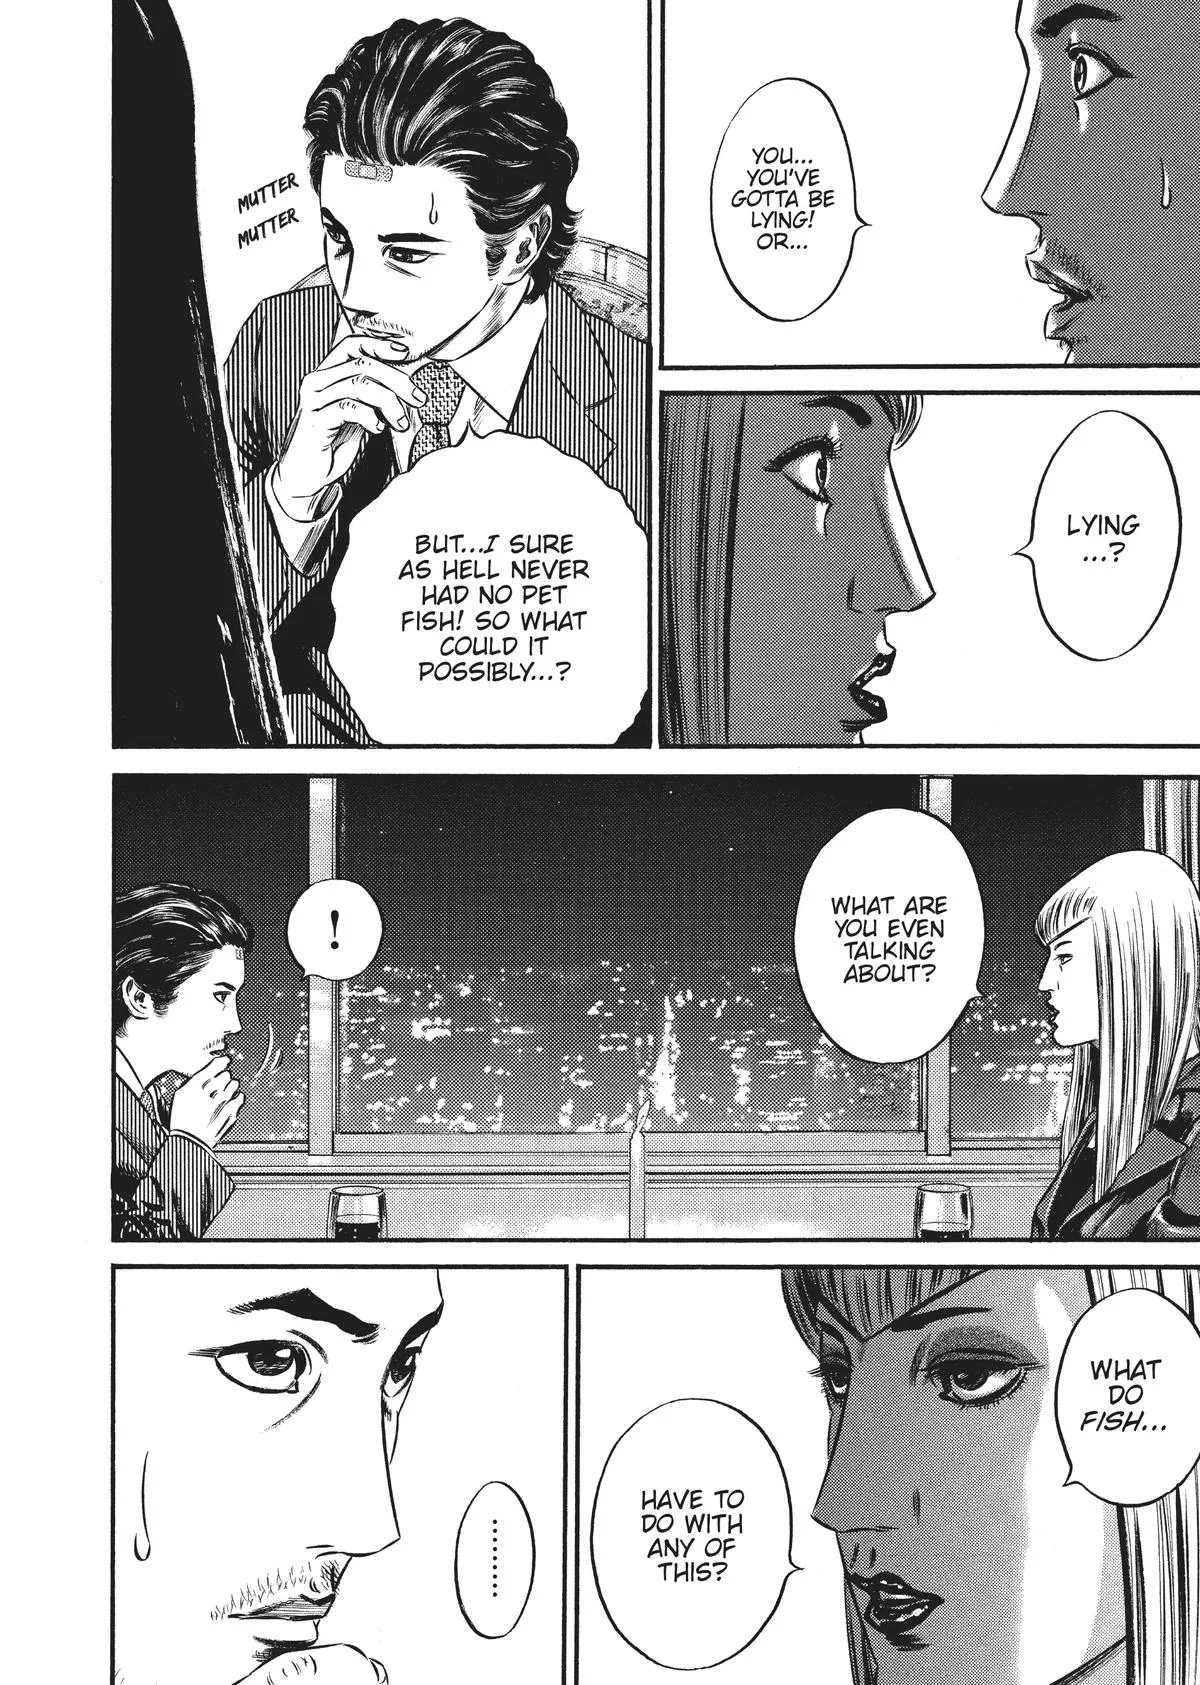 YOU...
YOU'VE
GOTTA BE
LYING!
OR...
LYING
...?
MUTTER
MUTTER
BUT...I SURE
AS HELL NEVER
HAD NO PET
FISH! SO WHAT
COULD IT
POSSIBLY...?
WHAT ARE
YOU EVEN
TALKING
ABOUT?
!
WHAT
DO
FISH...
HAVE TO
DO WITH
ANY OF
THIS?
........